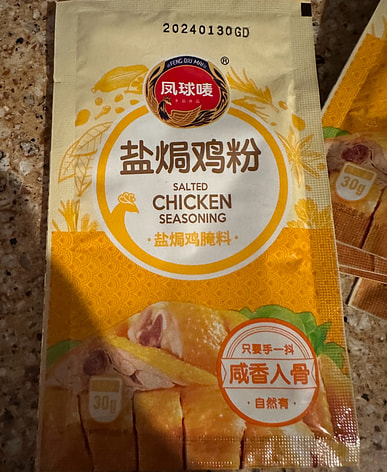 20240130GD
FENG QIU MAI
凤球唛
盐焗鸡粉
SALTED
CHICKEN
SEASONING
·盐焗鸡腌料·
只要手一抖
咸香入骨
·自然有·
30g
30g